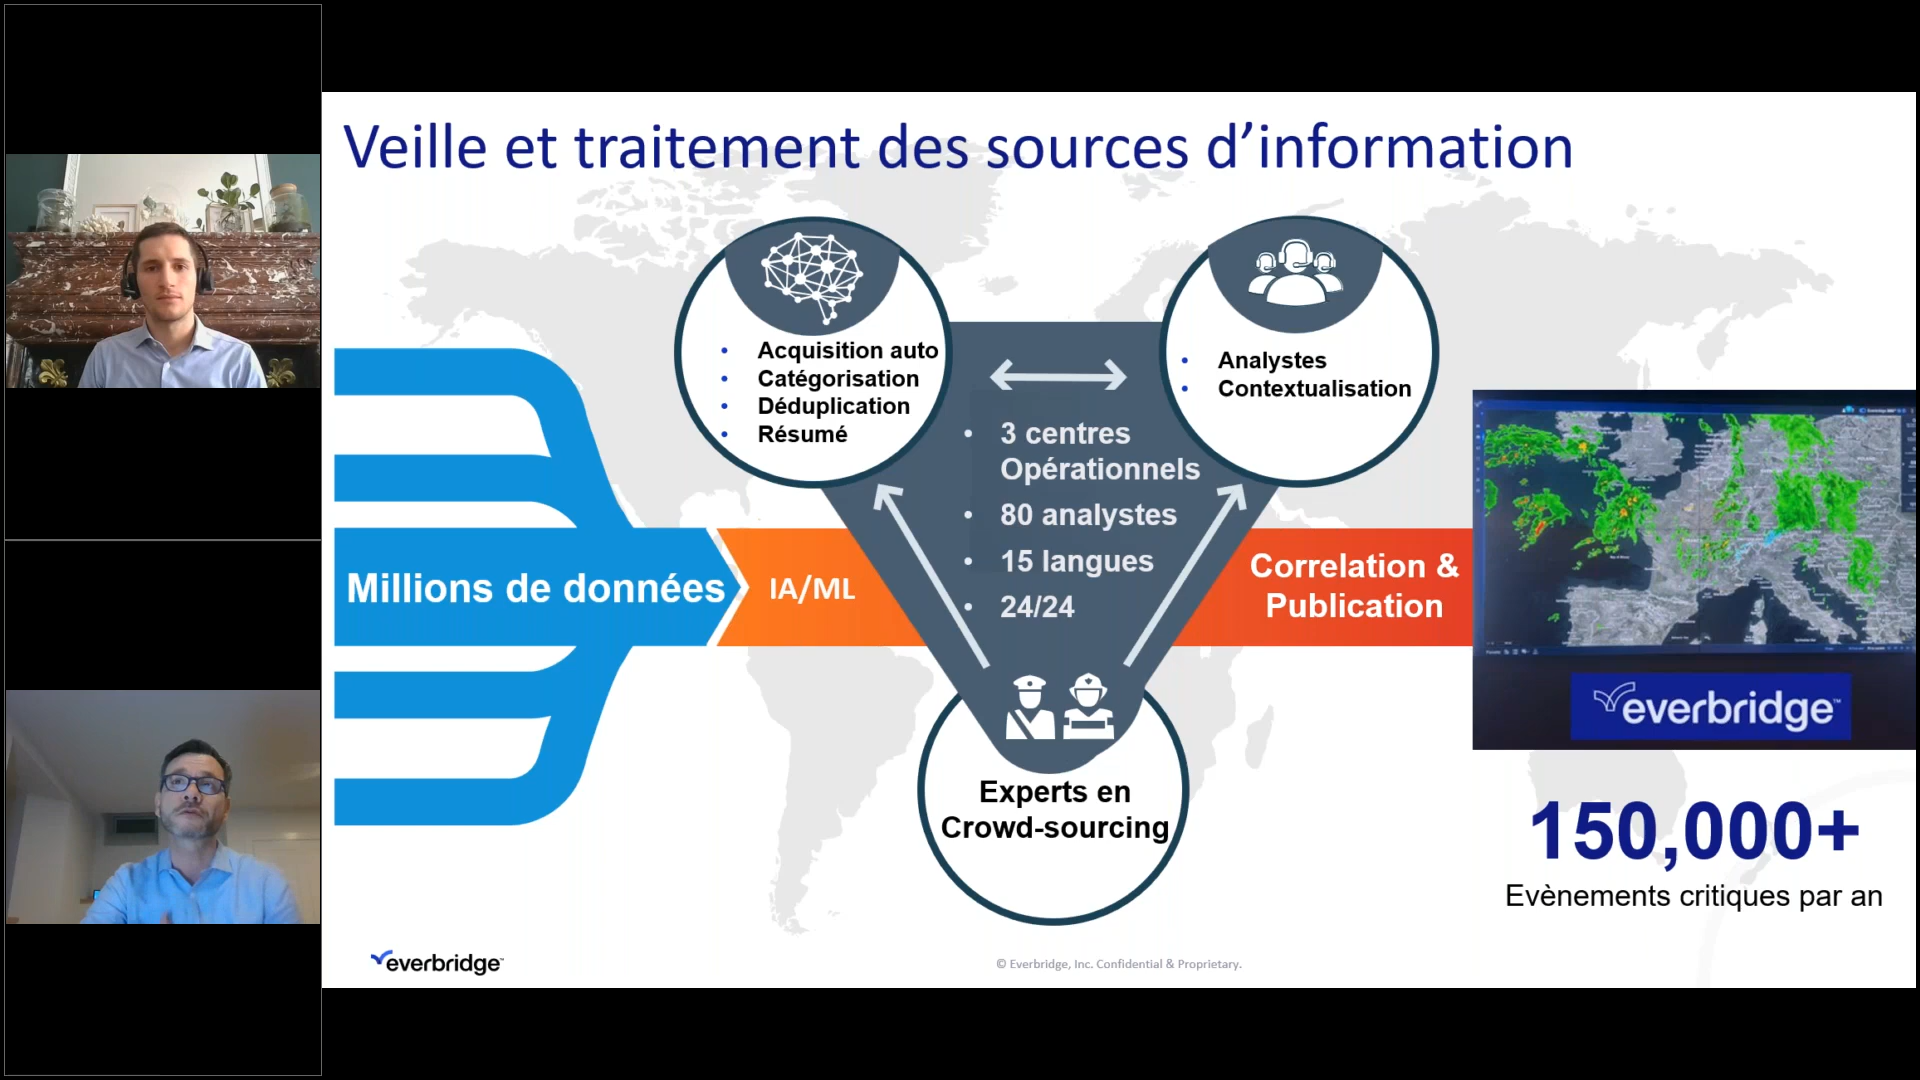 Veille et traitement des sources d’information
• Acquisition auto
• Catégorisation
• Déduplication
• Résumé
• Analystes
• Contextualisation
• 3 centres
Opérationnels
• 80 analystes
• 15 langues
• 24/24
Millions de données
IA/ML
Correlation &
Publication
everbridge™
Experts en
Crowd-sourcing
150,000+
Evènements critiques par an
everbridge™
© Everbridge, Inc. Confidential & Proprietary.